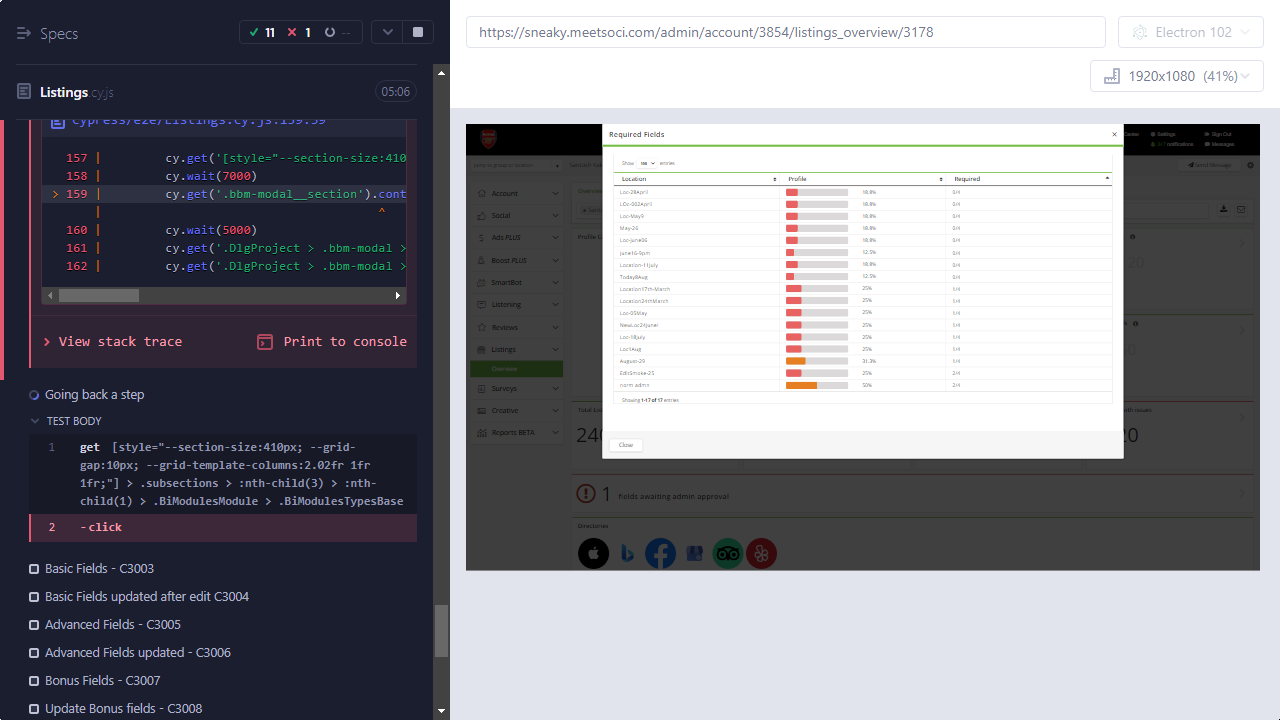 Specs
11
1
--
Listings.cy.js
05:06
cypress/e2e/Listings.cy.js:159:59
157 | cy.get('[style="--section-size:410
158 | cy.wait(7000)
> 159 | cy.get('.bbm-modal__section').cont
| ^
160 | cy.wait(5000)
161 | cy.get('.DlgProject > .bbm-modal >
162 | cy.get('.DlgProject > .bbm-modal >
View stack trace
Print to console
Going back a step
TEST BODY
1 get [style="--section-size:410px; --grid-
gap:10px; --grid-template-columns:2.02fr 1fr
1fr;"] > .subsections > :nth-child(3) > :nth-
child(1) > .BiModulesModule > .BiModulesTypesBase
2 -click
Basic Fields - C3003
Basic Fields updated after edit C3004
Advanced Fields - C3005
Advanced Fields updated - C3006
Bonus Fields - C3007
Update Bonus fields - C3008
https://sneaky.meetsoci.com/admin/account/3854/listings_overview/3178
Electron 102
1920x1080 (41%)
Required Fields
×
Center
Settings
Sign Out
notifications
Messages
Send Message
Show 100 entries
Location Profile Required
Loc-28April 18.8% 0/4
LOc-002April 18.8% 0/4
Loc-May9 18.8% 0/4
May-26 18.8% 0/4
Loc-june06 18.8% 0/4
june16-9pm 12.5% 0/4
Location-11july 18.8% 0/4
Today8Aug 12.5% 0/4
Location17th-March 25% 1/4
Location24thMarch 25% 1/4
Loc-05May 25% 1/4
NewLoc24June! 25% 1/4
Loc-18july 25% 1/4
Loc1Aug 25% 1/4
August-29 31.3% 1/4
EditSmoke-25 25% 2/4
norm admin 50% 2/4
Showing 1-17 of 17 entries
Close
Account
Social
Ads PLUS
Boost PLUS
SmartBot
Listening
Reviews
Listings
Overview
Surveys
Creative
Reports BETA
Total Loc
240
20
1 fields awaiting admin approval
Directories